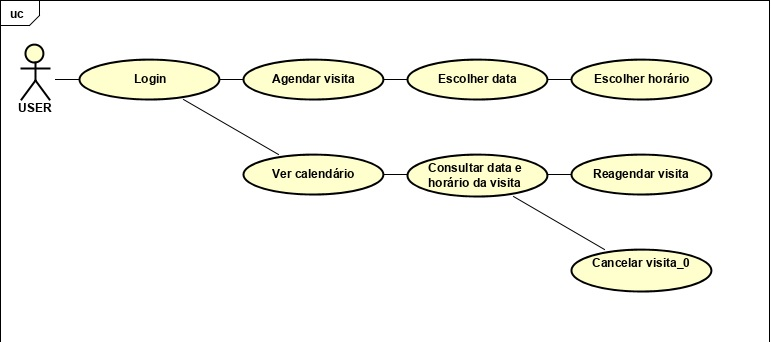 uc
USER
Login
Agendar visita
Escolher data
Escolher horário
Ver calendário
Consultar data e
horário da visita
Reagendar visita
Cancelar visita_0